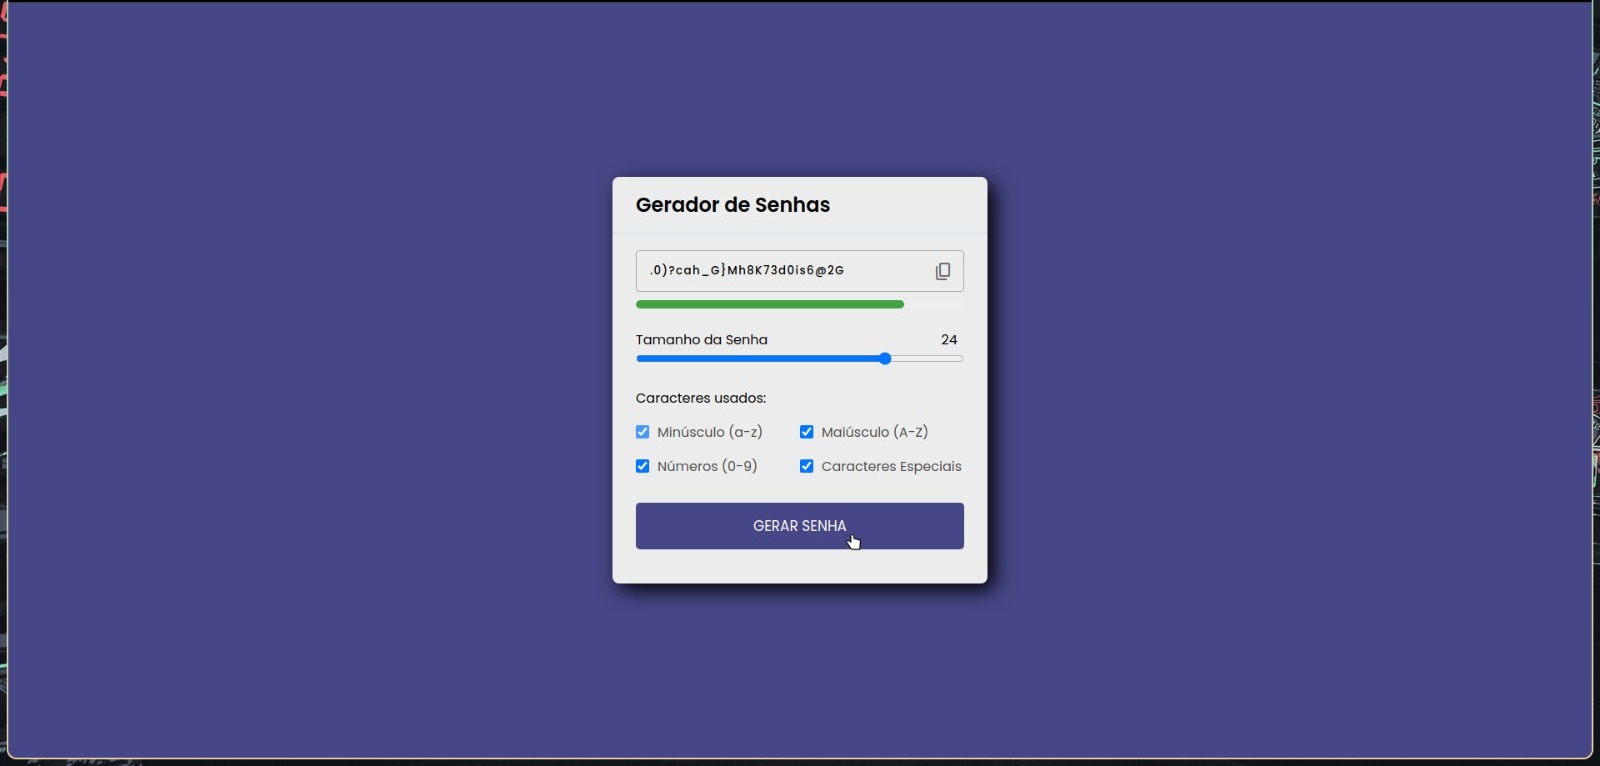 Gerador de Senhas
.0)?cah_G}Mh8K73d0is6@2G
Tamanho da Senha 24
Caracteres usados:
Minúsculo (a-z) Maiúsculo (A-Z)
Números (0-9) Caracteres Especiais
GERAR SENHA